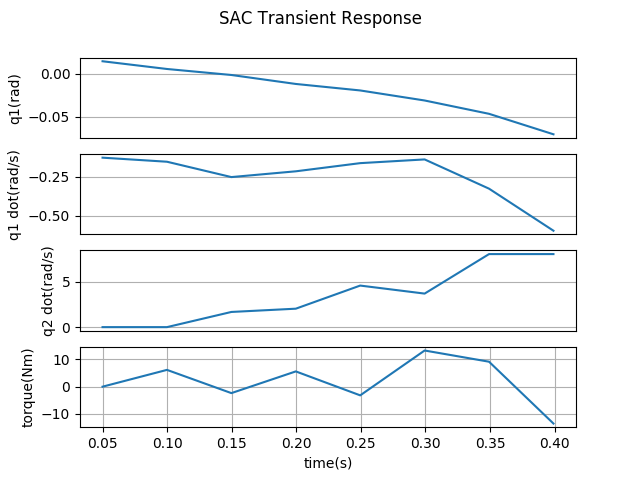 SAC Transient Response
0.00
−0.05
q1(rad)
−0.25
−0.50
q1 dot(rad/s)
5
0
q2 dot(rad/s)
10
0
−10
torque(Nm)
0.05 0.10 0.15 0.20 0.25 0.30 0.35 0.40
time(s)